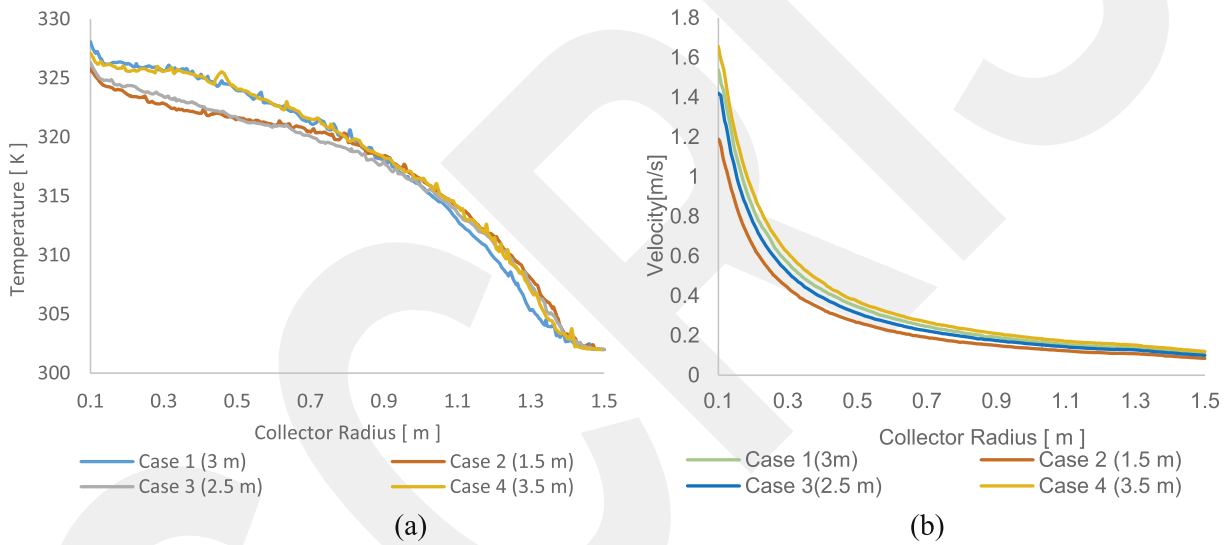 330
325
320
315
310
305
300
Temperature [ K ]
0.1 0.3 0.5 0.7 0.9 1.1 1.3 1.5
Collector Radius [ m ]
Case 1 (3 m) Case 2 (1.5 m)
Case 3 (2.5 m) Case 4 (3.5 m)
(a)
1.8
1.6
1.4
1.2
1
0.8
0.6
0.4
0.2
0
Velocity[m/s]
0.1 0.3 0.5 0.7 0.9 1.1 1.3 1.5
Collector Radius [ m ]
Case 1(3m) Case 2 (1.5 m)
Case 3(2.5 m) Case 4 (3.5 m)
(b)